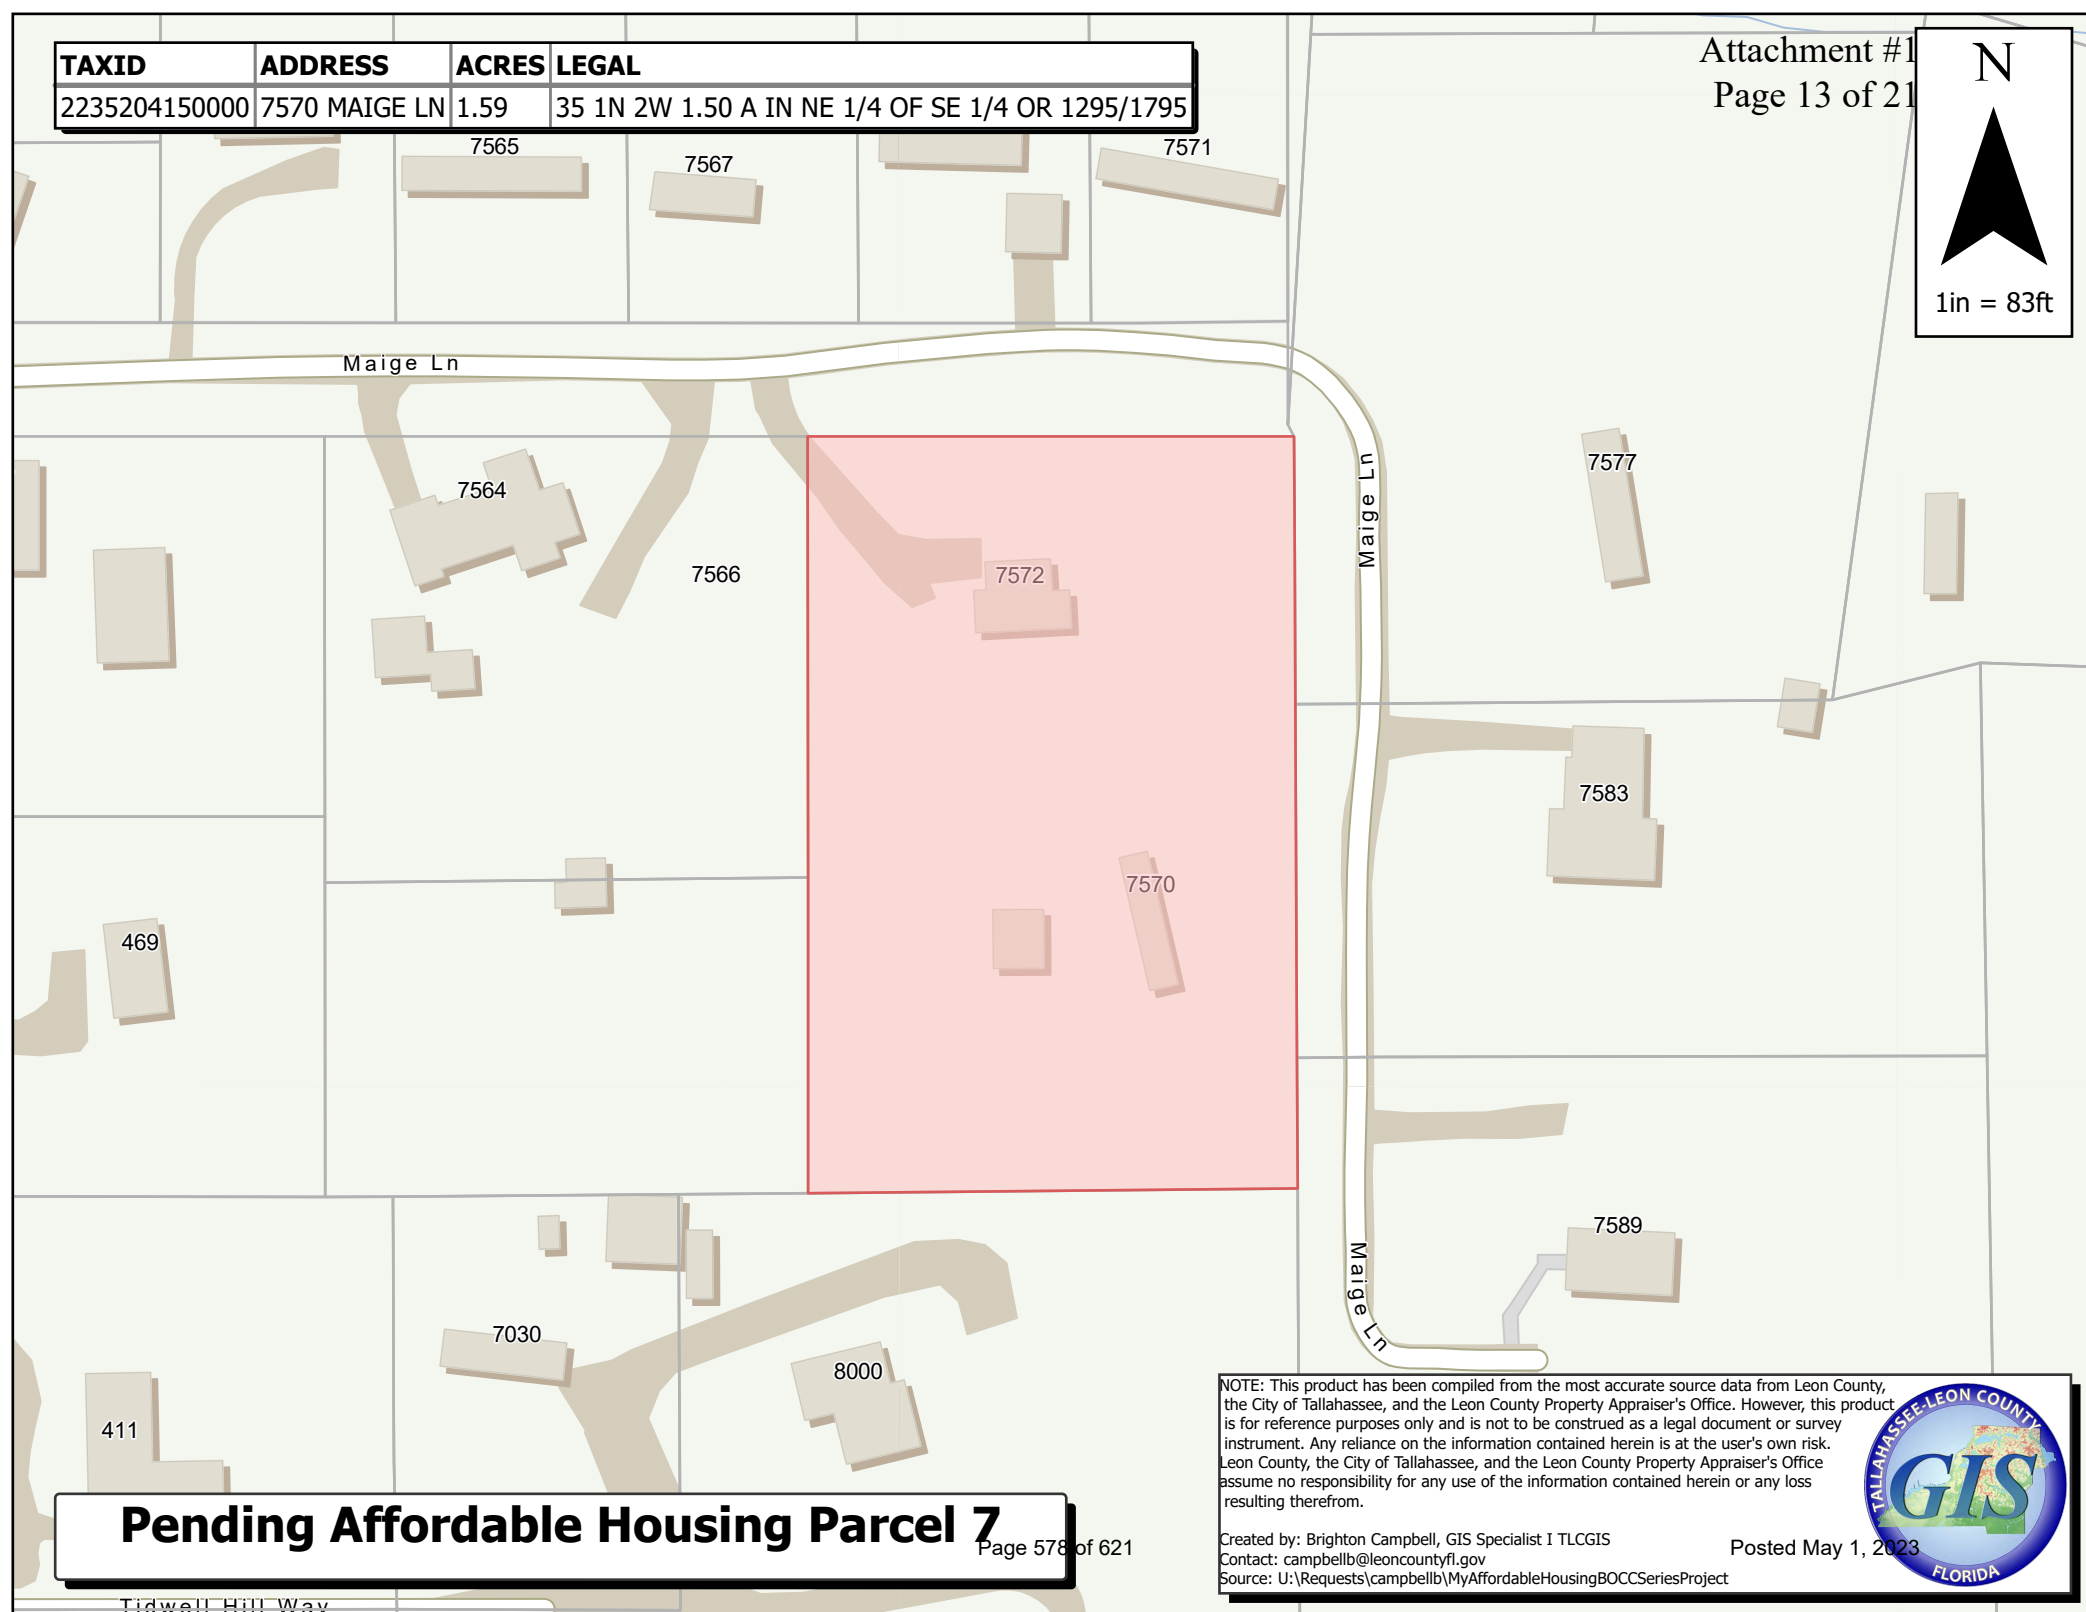 Attachment #1
Page 13 of 21
N
1in = 83ft
TAXID ADDRESS ACRES LEGAL
2235204150000 7570 MAIGE LN 1.59 35 1N 2W 1.50 A IN NE 1/4 OF SE 1/4 OR 1295/1795
7565
7567
7571
Maige Ln
Maige Ln
7577
7564
7566
7572
7583
7570
469
7589
Maige Ln
7030
8000
411
Pending Affordable Housing Parcel 7
Page 578 of 621
Tidwell Hill Way
NOTE: This product has been compiled from the most accurate source data from Leon County,
the City of Tallahassee, and the Leon County Property Appraiser's Office. However, this product
is for reference purposes only and is not to be construed as a legal document or survey
instrument. Any reliance on the information contained herein is at the user's own risk.
Leon County, the City of Tallahassee, and the Leon County Property Appraiser's Office
assume no responsibility for any use of the information contained herein or any loss
resulting therefrom.
Created by: Brighton Campbell, GIS Specialist I TLCGIS
Contact: campbellb@leoncountyfl.gov
Source: U:\Requests\campbellb\MyAffordableHousingBOCCSeriesProject
Posted May 1, 2023
TALLAHASSEE-LEON COUNTY
GIS
FLORIDA